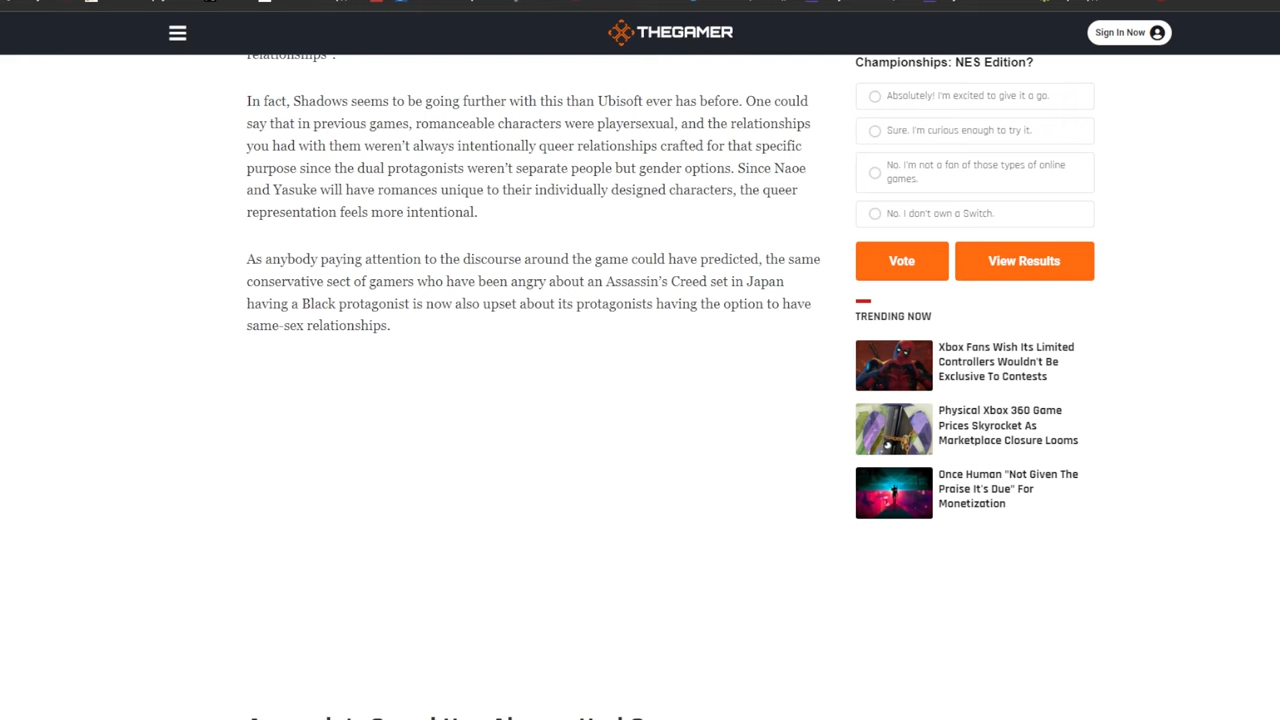 THEGAMER
Sign In Now
relationships".
In fact, Shadows seems to be going further with this than Ubisoft ever has before. One could
say that in previous games, romanceable characters were playersexual, and the relationships
you had with them weren't always intentionally queer relationships crafted for that specific
purpose since the dual protagonists weren't separate people but gender options. Since Naoe
and Yasuke will have romances unique to their individually designed characters, the queer
representation feels more intentional.
As anybody paying attention to the discourse around the game could have predicted, the same
conservative sect of gamers who have been angry about an Assassin's Creed set in Japan
having a Black protagonist is now also upset about its protagonists having the option to have
same-sex relationships.
Championships: NES Edition?
Absolutely! I'm excited to give it a go.
Sure. I'm curious enough to try it.
No. I'm not a fan of those types of online
games.
No. I don't own a Switch.
Vote
View Results
TRENDING NOW
Xbox Fans Wish Its Limited
Controllers Wouldn't Be
Exclusive To Contests
Physical Xbox 360 Game
Prices Skyrocket As
Marketplace Closure Looms
Once Human "Not Given The
Praise It's Due" For
Monetization